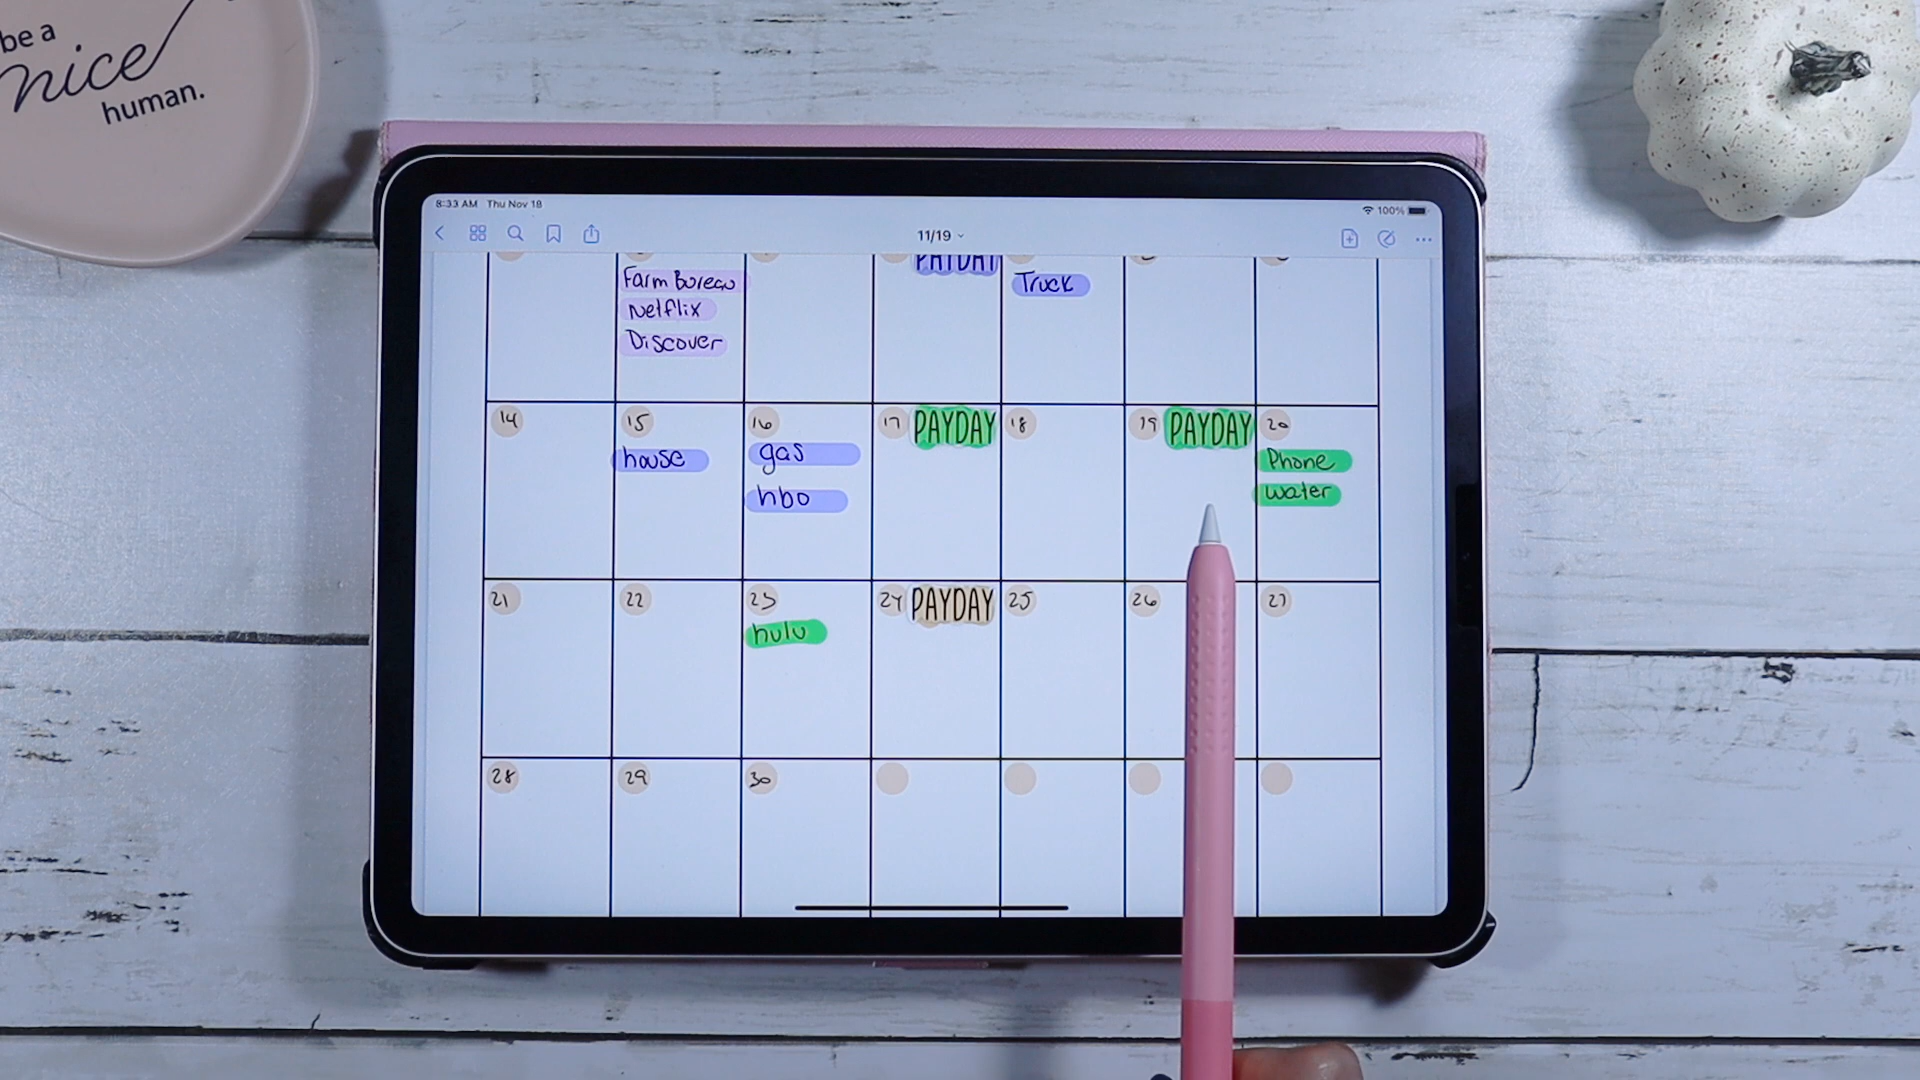 be a
nice
human.
8:33 AM Thu Nov 18
100%
11/19
Farm Bureau
Netflix
Discover
PAYDAY
Truck
14
15
house
16
gas
hbo
17 PAYDAY
18
19 PAYDAY
20
Phone
water
21
22
23
hulu
24 PAYDAY
25
26
27
28
29
30